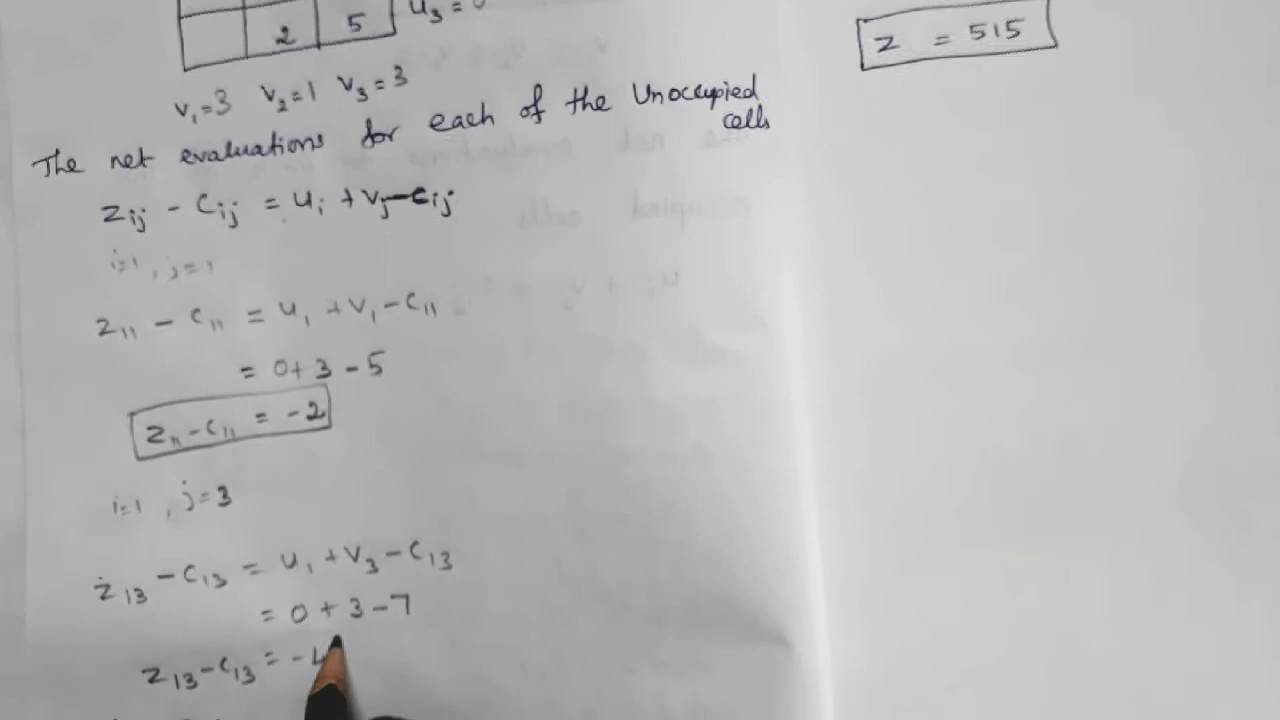 2 5 u₃ =
v₁=3 v₂=1 v₃=3
The net evaluations for each of the Unoccupied
cells
zᵢⱼ - cᵢⱼ = uᵢ + vⱼ - cᵢⱼ
i=1, j=1
z₁₁ - c₁₁ = u₁ + v₁ - c₁₁
= 0+3-5
z₁₁ - c₁₁ = -2
i=1, j=3
z₁₃ - c₁₃ = u₁ + v₃ - c₁₃
= 0+3-7
z₁₃ - c₁₃ = -4
z = 515